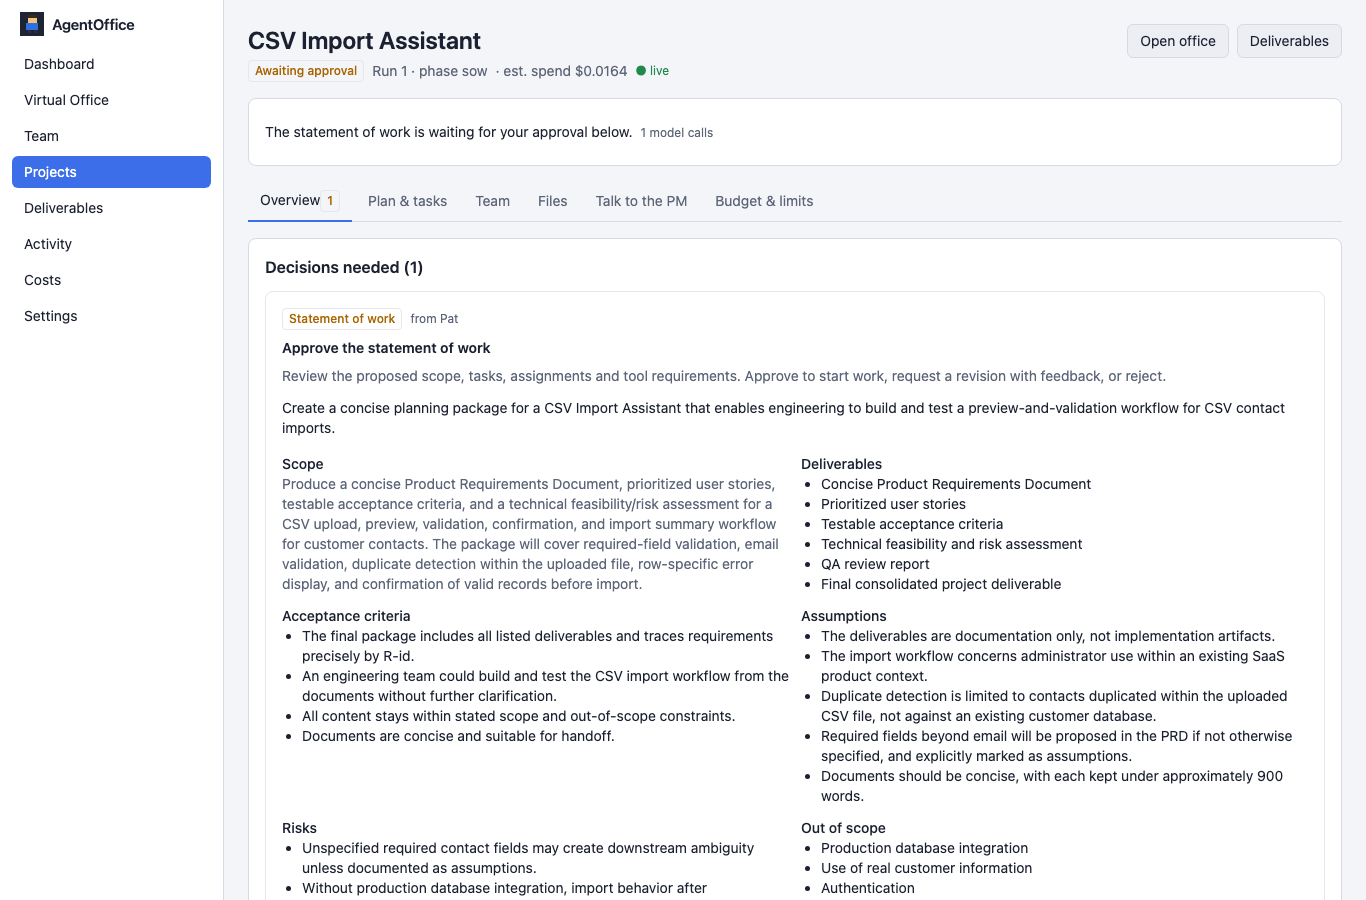 AgentOffice
Dashboard
Virtual Office
Team
Projects
Deliverables
Activity
Costs
Settings
CSV Import Assistant
Open office
Deliverables
Awaiting approval
Run 1 · phase sow · est. spend $0.0164
live
The statement of work is waiting for your approval below. 1 model calls
Overview 1
Plan & tasks
Team
Files
Talk to the PM
Budget & limits
Decisions needed (1)
Statement of work from Pat
Approve the statement of work
Review the proposed scope, tasks, assignments and tool requirements. Approve to start work, request a revision with feedback, or reject.
Create a concise planning package for a CSV Import Assistant that enables engineering to build and test a preview-and-validation workflow for CSV contact
imports.
Scope
Produce a concise Product Requirements Document, prioritized user stories,
testable acceptance criteria, and a technical feasibility/risk assessment for a
CSV upload, preview, validation, confirmation, and import summary workflow
for customer contacts. The package will cover required-field validation, email
validation, duplicate detection within the uploaded file, row-specific error
display, and confirmation of valid records before import.
Deliverables
Concise Product Requirements Document
Prioritized user stories
Testable acceptance criteria
Technical feasibility and risk assessment
QA review report
Final consolidated project deliverable
Acceptance criteria
The final package includes all listed deliverables and traces requirements
precisely by R-id.
An engineering team could build and test the CSV import workflow from the
documents without further clarification.
All content stays within stated scope and out-of-scope constraints.
Documents are concise and suitable for handoff.
Assumptions
The deliverables are documentation only, not implementation artifacts.
The import workflow concerns administrator use within an existing SaaS
product context.
Duplicate detection is limited to contacts duplicated within the uploaded
CSV file, not against an existing customer database.
Required fields beyond email will be proposed in the PRD if not otherwise
specified, and explicitly marked as assumptions.
Documents should be concise, with each kept under approximately 900
words.
Risks
Unspecified required contact fields may create downstream ambiguity
unless documented as assumptions.
Without production database integration, import behavior after
Out of scope
Production database integration
Use of real customer information
Authentication